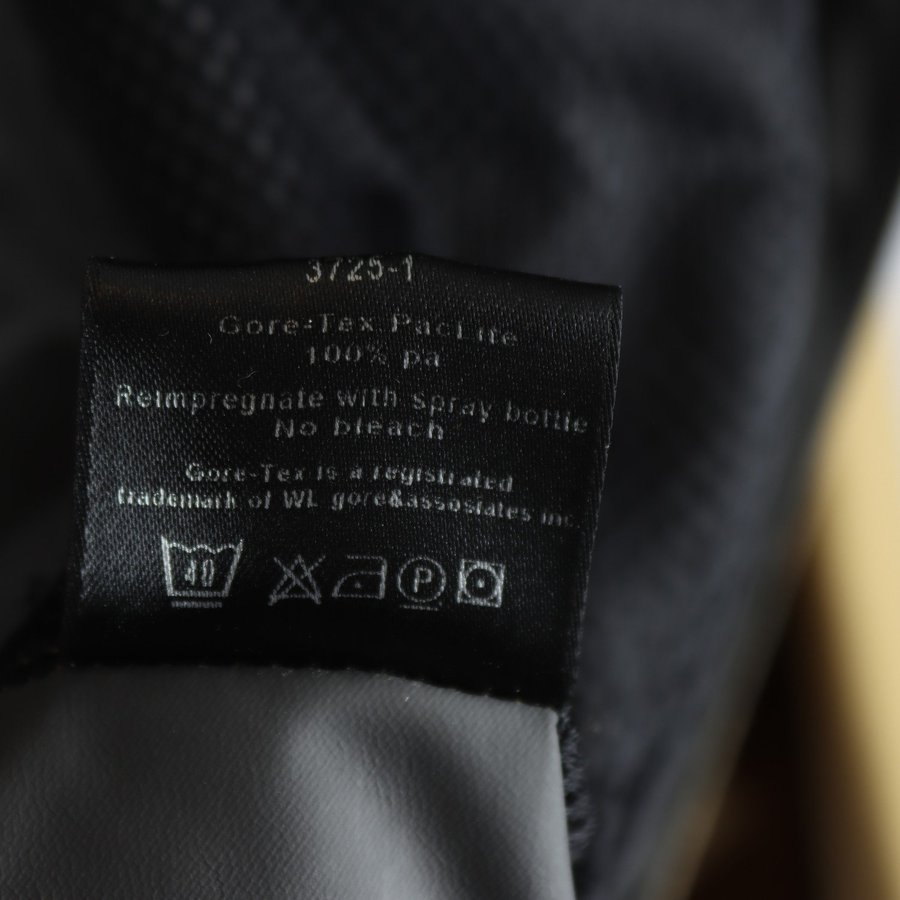 3725-1
Gore-Tex PacLite
100% pa
Reimpregnate with spray bottle
No bleach
Gore-Tex is a registrated
trademark of WL gore&assosiates inc.
40 P